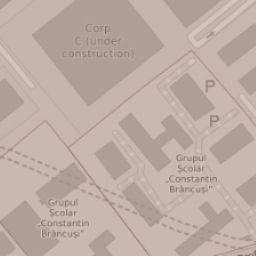 Corp
C (under
construction)
P
P
Grupul
Școlar
„Constantin
Brâncuși”
Grupul
Școlar
„Constantin
Brâncuși”